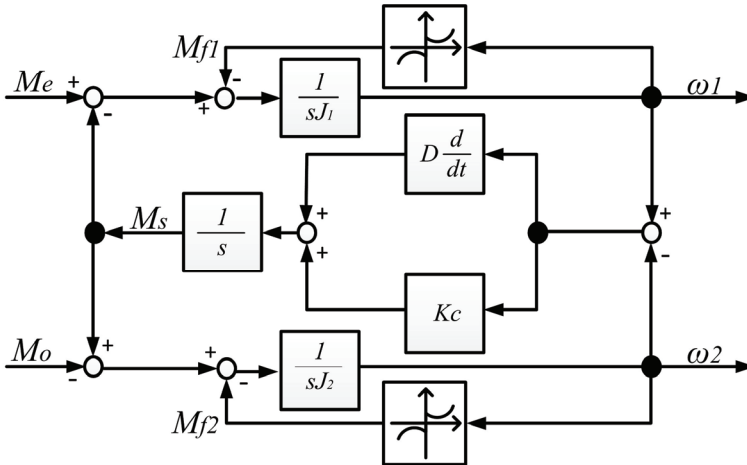 Mf1
Me + - + - 1 ω1
sJ1
D d
dt
Ms 1 + + + -
s
Kc
Mo + - + - 1 ω2
sJ2
Mf2